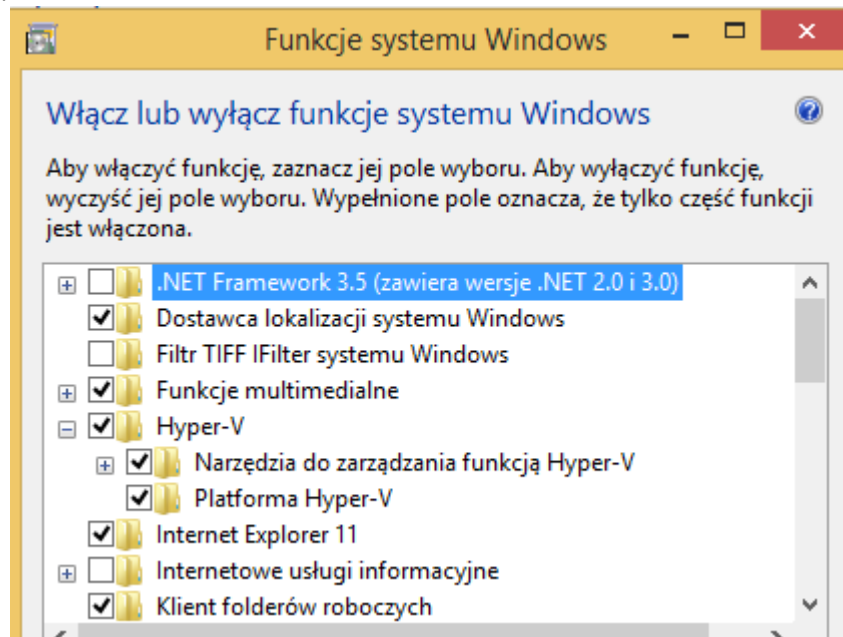 Funkcje systemu Windows
Włącz lub wyłącz funkcje systemu Windows
Aby włączyć funkcję, zaznacz jej pole wyboru. Aby wyłączyć funkcję,
wyczyść jej pole wyboru. Wypełnione pole oznacza, że tylko część funkcji
jest włączona.
.NET Framework 3.5 (zawiera wersje .NET 2.0 i 3.0)
Dostawca lokalizacji systemu Windows
Filtr TIFF IFilter systemu Windows
Funkcje multimedialne
Hyper-V
Narzędzia do zarządzania funkcją Hyper-V
Platforma Hyper-V
Internet Explorer 11
Internetowe usługi informacyjne
Klient folderów roboczych